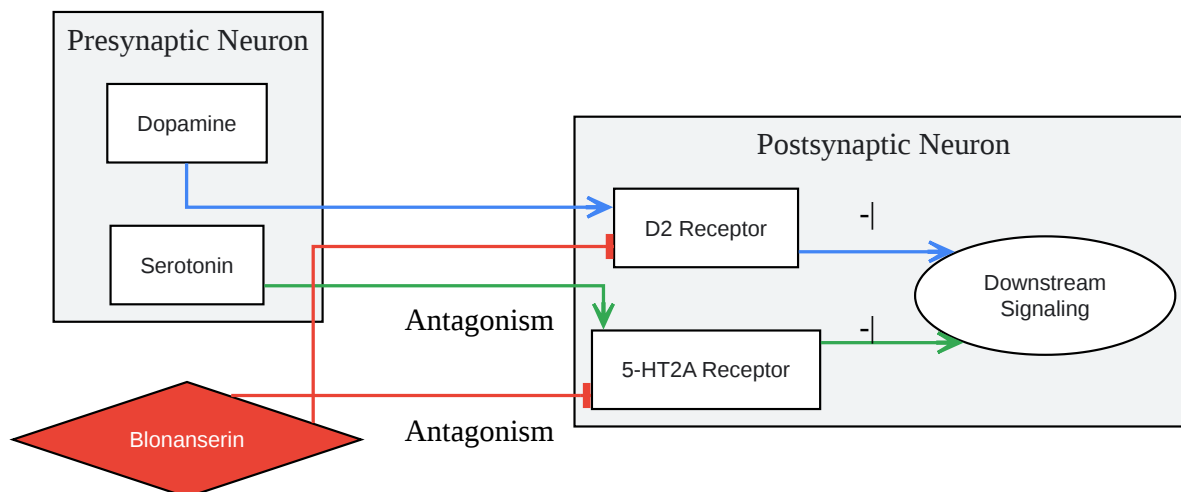 Presynaptic Neuron
Dopamine
Serotonin
Postsynaptic Neuron
D2 Receptor
-|
Downstream
Signaling
Antagonism
5-HT2A Receptor
-|
Blonanserin
Antagonism